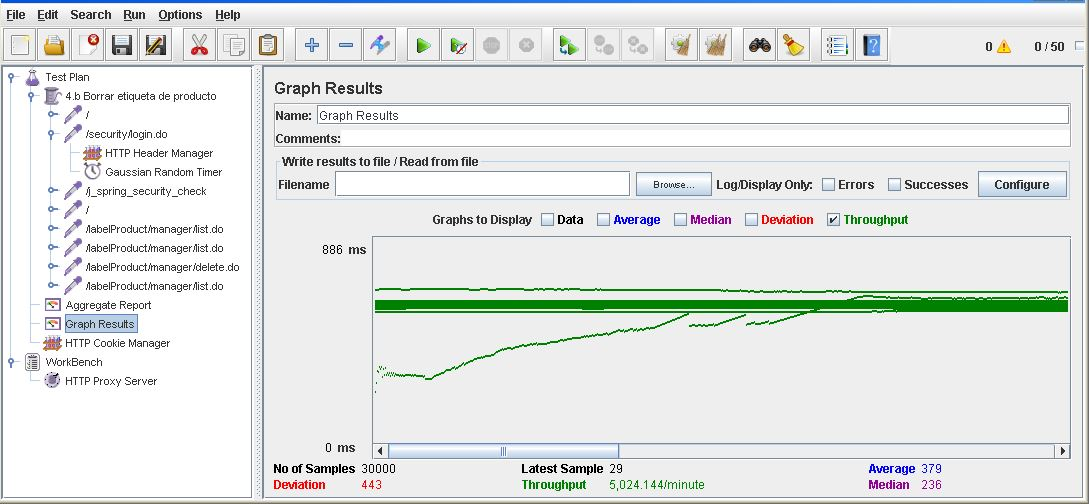 File Edit Search Run Options Help
0 0 / 50
Test Plan
4.b Borrar etiqueta de producto
/
/security/login.do
HTTP Header Manager
Gaussian Random Timer
/j_spring_security_check
/
/labelProduct/manager/list.do
/labelProduct/manager/list.do
/labelProduct/manager/delete.do
/labelProduct/manager/list.do
Aggregate Report
Graph Results
HTTP Cookie Manager
WorkBench
HTTP Proxy Server
Graph Results
Name: Graph Results
Comments:
Write results to file / Read from file
Filename Browse... Log/Display Only: Errors Successes Configure
Graphs to Display Data Average Median Deviation Throughput
886 ms
0 ms
No of Samples 30000 Latest Sample 29 Average 379
Deviation 443 Throughput 5,024.144/minute Median 236